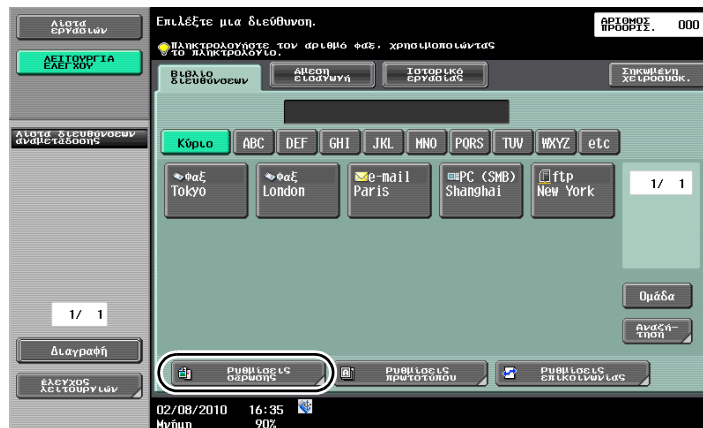 Λίστα
εργασιών
ΛΕΙΤΟΥΡΓΙΑ
ΕΛΕΓΧΟΥ
Λίστα διευθύνσεων
αναμετάδοσης
1/ 1
Διαγραφή
έλεγχος
λειτουργιών
Επιλέξτε μια διεύθυνση.
Πληκτρολογήστε τον αριθμό φαξ, χρησιμοποιώντας
το πληκτρολόγιο.
ΑΡΙΘΜΟΣ
ΠΡΟΟΡΙΣ. 000
Βιβλίο
διευθύνσεων
Άμεση
εισαγωγή
Ιστορικό
εργασίας
Σηκωμένη
χειροσυσκ.
Κύριο ABC DEF GHI JKL MNO PQRS TUV WXYZ etc
Φαξ
Tokyo
Φαξ
London
e-mail
Paris
PC (SMB)
Shanghai
ftp
New York
1/ 1
Ομάδα
Αναζή-
τηση
Ρυθμίσεις
σάρωσης
Ρυθμίσεις
πρωτοτύπου
Ρυθμίσεις
επικοινωνίας
02/08/2010 16:35
Μνήμη 90%